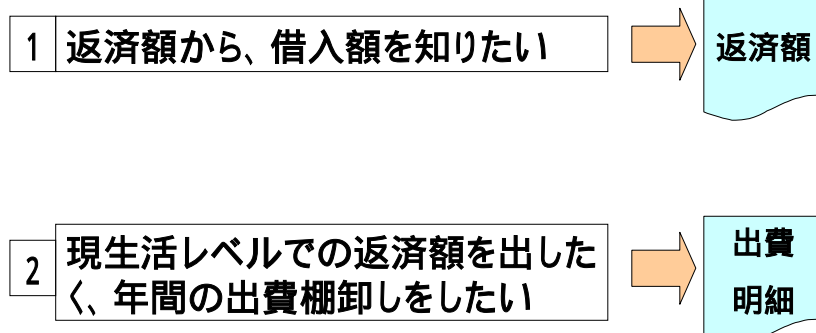 1 返済額から、借入額を知りたい 返済額
2 現生活レベルでの返済額を出した
く、年間の出費棚卸しをしたい
出費
明細